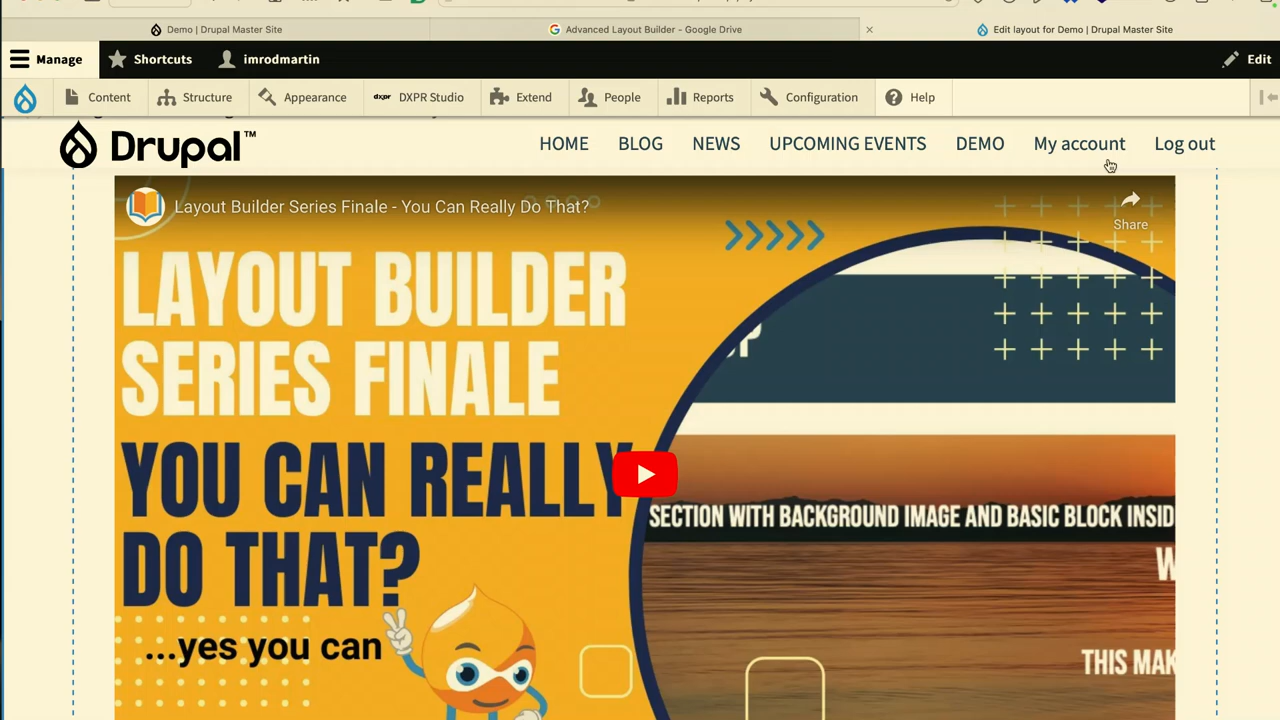 Demo | Drupal Master Site
Advanced Layout Builder - Google Drive
Edit layout for Demo | Drupal Master Site
Manage
Shortcuts
imrodmartin
Edit
Content
Structure
Appearance
dxpr DXPR Studio
Extend
People
Reports
Configuration
Help
Drupal™
HOME
BLOG
NEWS
UPCOMING EVENTS
DEMO
My account
Log out
Layout Builder Series Finale - You Can Really Do That?
Share
LAYOUT BUILDER
SERIES FINALE
YOU CAN REALLY
DO THAT?
...yes you can
SECTION WITH BACKGROUND IMAGE AND BASIC BLOCK INSID
W
THIS MAK